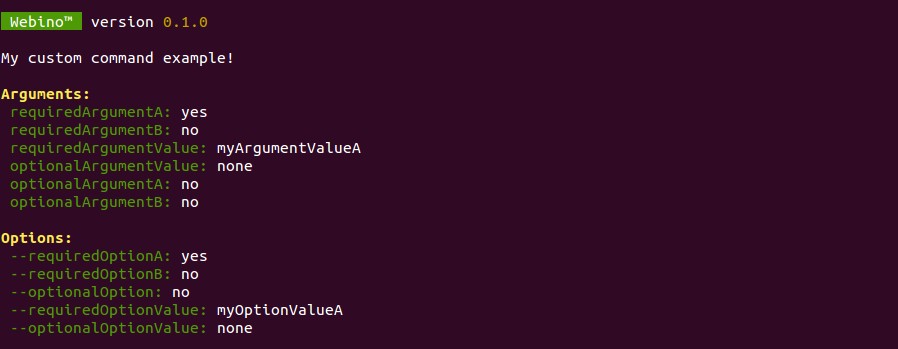 Webino™ version 0.1.0
My custom command example!
Arguments:
requiredArgumentA: yes
requiredArgumentB: no
requiredArgumentValue: myArgumentValueA
optionalArgumentValue: none
optionalArgumentA: no
optionalArgumentB: no
Options:
--requiredOptionA: yes
--requiredOptionB: no
--optionalOption: no
--requiredOptionValue: myOptionValueA
--optionalOptionValue: none